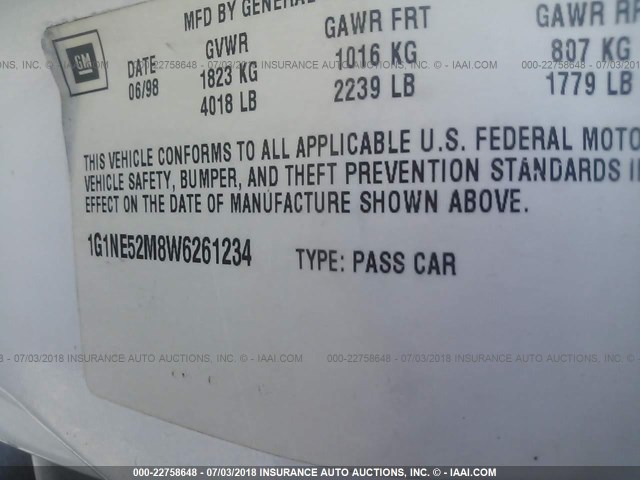 MFD BY GENERAL
GM
DATE GVWR GAWR FRT GAWR
06/98 1823 KG 1016 KG 807 KG
4018 LB 2239 LB 1779 LB
THIS VEHICLE CONFORMS TO ALL APPLICABLE U.S. FEDERAL MOTO
VEHICLE SAFETY, BUMPER, AND THEFT PREVENTION STANDARDS I
EFFECT ON THE DATE OF MANUFACTURE SHOWN ABOVE.
1G1NE52M8W6261234 TYPE: PASS CAR
000-22758648 - 07/03/2018 INSURANCE AUTO AUCTIONS, INC. © - IAAI.COM